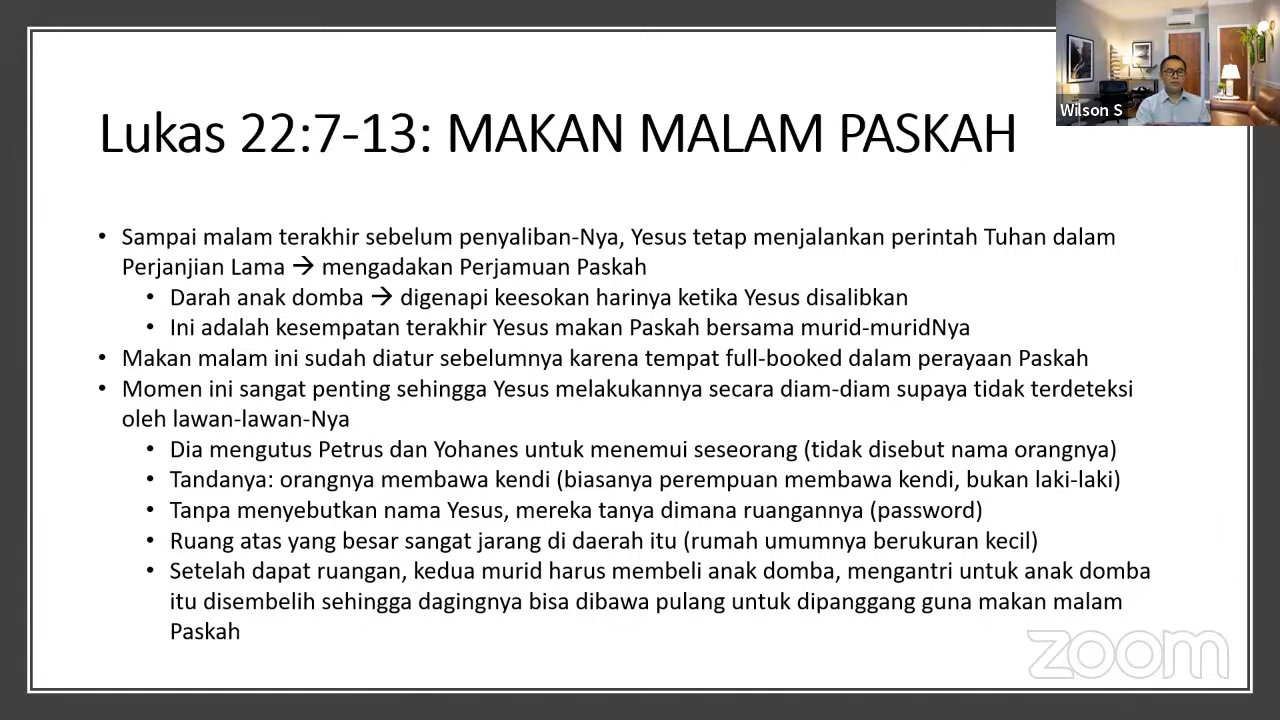 Wilson S
Lukas 22:7-13: MAKAN MALAM PASKAH
• Sampai malam terakhir sebelum penyaliban-Nya, Yesus tetap menjalankan perintah Tuhan dalam
Perjanjian Lama → mengadakan Perjamuan Paskah
• Darah anak domba → digenapi keesokan harinya ketika Yesus disalibkan
• Ini adalah kesempatan terakhir Yesus makan Paskah bersama murid-muridNya
• Makan malam ini sudah diatur sebelumnya karena tempat full-booked dalam perayaan Paskah
• Momen ini sangat penting sehingga Yesus melakukannya secara diam-diam supaya tidak terdeteksi
oleh lawan-lawan-Nya
• Dia mengutus Petrus dan Yohanes untuk menemui seseorang (tidak disebut nama orangnya)
• Tandanya: orangnya membawa kendi (biasanya perempuan membawa kendi, bukan laki-laki)
• Tanpa menyebutkan nama Yesus, mereka tanya dimana ruangannya (password)
• Ruang atas yang besar sangat jarang di daerah itu (rumah umumnya berukuran kecil)
• Setelah dapat ruangan, kedua murid harus membeli anak domba, mengantri untuk anak domba
itu disembelih sehingga dagingnya bisa dibawa pulang untuk dipanggang guna makan malam
Paskah
zoom